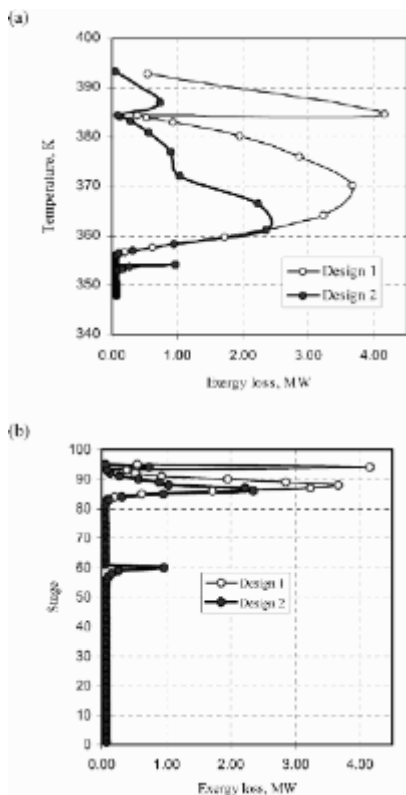 (a)
400
390
380
370
360
350
340
Temperature, K
Design 1
Design 2
0.00 1.00 2.00 3.00 4.00
Exergy loss, MW
(b)
100
90
80
70
60
50
40
30
20
10
0
Stage
Design 1
Design 2
0.00 1.00 2.00 3.00 4.00
Exergy loss, MW